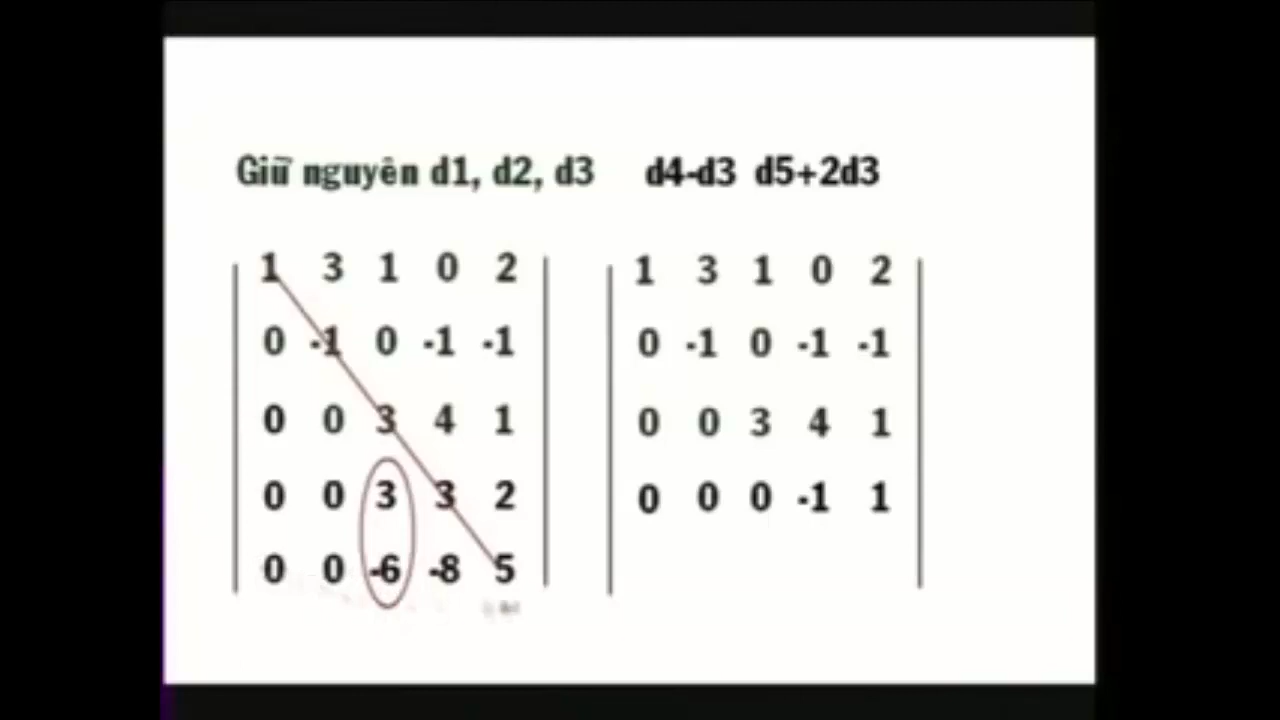 Giữ nguyên d1, d2, d3 d4-d3 d5+2d3
1 3 1 0 2 1 3 1 0 2
0 -1 0 -1 -1 0 -1 0 -1 -1
0 0 3 4 1 0 0 3 4 1
0 0 3 3 2 0 0 0 -1 1
0 0 -6 -8 5